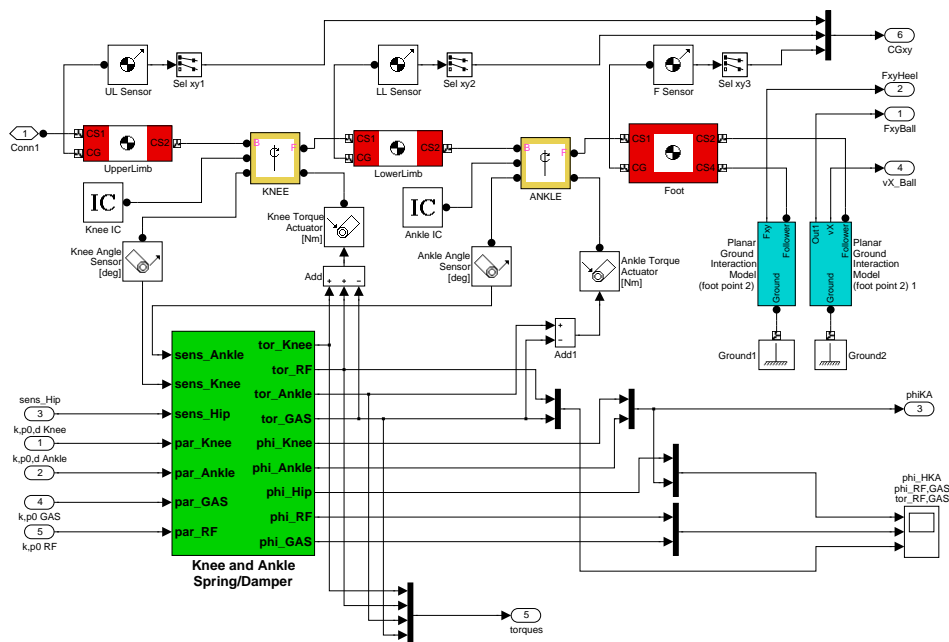 6
CGxy
UL Sensor
Sel xy1
LL Sensor
Sel xy2
F Sensor
Sel xy3
FxyHeel
2
1
FxyBall
1
Conn1
CS1
CG
CS2
UpperLimb
B
F
KNEE
CS1
CG
CS2
LowerLimb
B
F
ANKLE
CS1
CG
CS2
CS4
Foot
4
vX_Ball
IC
Knee IC
IC
Ankle IC
Knee Angle
Sensor
[deg]
Knee Torque
Actuator
[Nm]
Ankle Angle
Sensor
[deg]
Ankle Torque
Actuator
[Nm]
Planar
Ground
Interaction
Model
(foot point 2)
Fxy
Follower
Ground
Out1
vX
Follower
Ground
Planar
Ground
Interaction
Model
(foot point 2) 1
Add
+
+
−
+
−
Add1
Ground1
Ground2
sens_Ankle
sens_Knee
sens_Hip
par_Knee
par_Ankle
par_GAS
par_RF
tor_Knee
tor_RF
tor_Ankle
tor_GAS
phi_Knee
phi_Ankle
phi_Hip
phi_RF
phi_GAS
Knee and Ankle
Spring/Damper
sens_Hip
3
k,p0,d Knee
1
k,p0,d Ankle
2
4
k,p0 GAS
5
k,p0 RF
phiKA
3
phi_HKA
phi_RF,GAS
tor_RF,GAS
5
torques